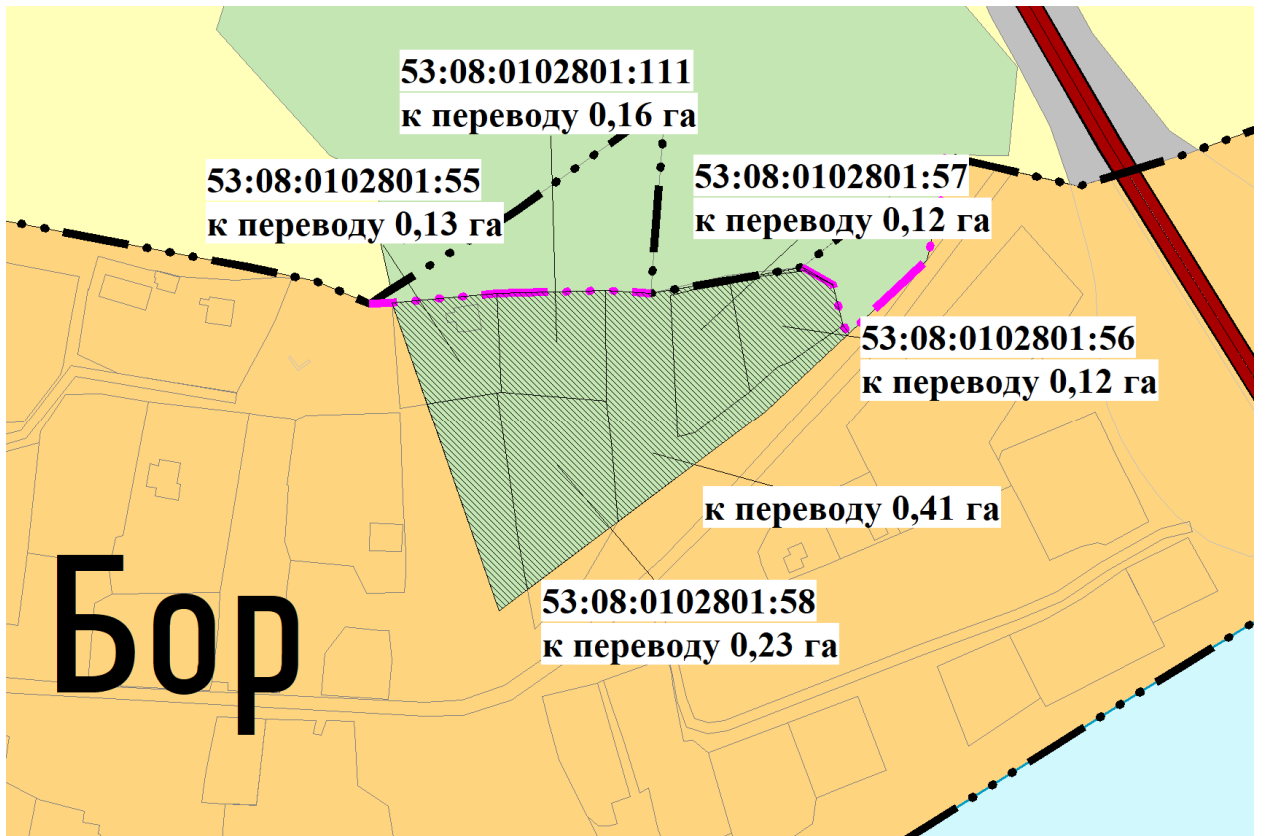 53:08:0102801:111
к переводу 0,16 га
53:08:0102801:55
к переводу 0,13 га
53:08:0102801:57
к переводу 0,12 га
53:08:0102801:56
к переводу 0,12 га
к переводу 0,41 га
53:08:0102801:58
к переводу 0,23 га
Бор